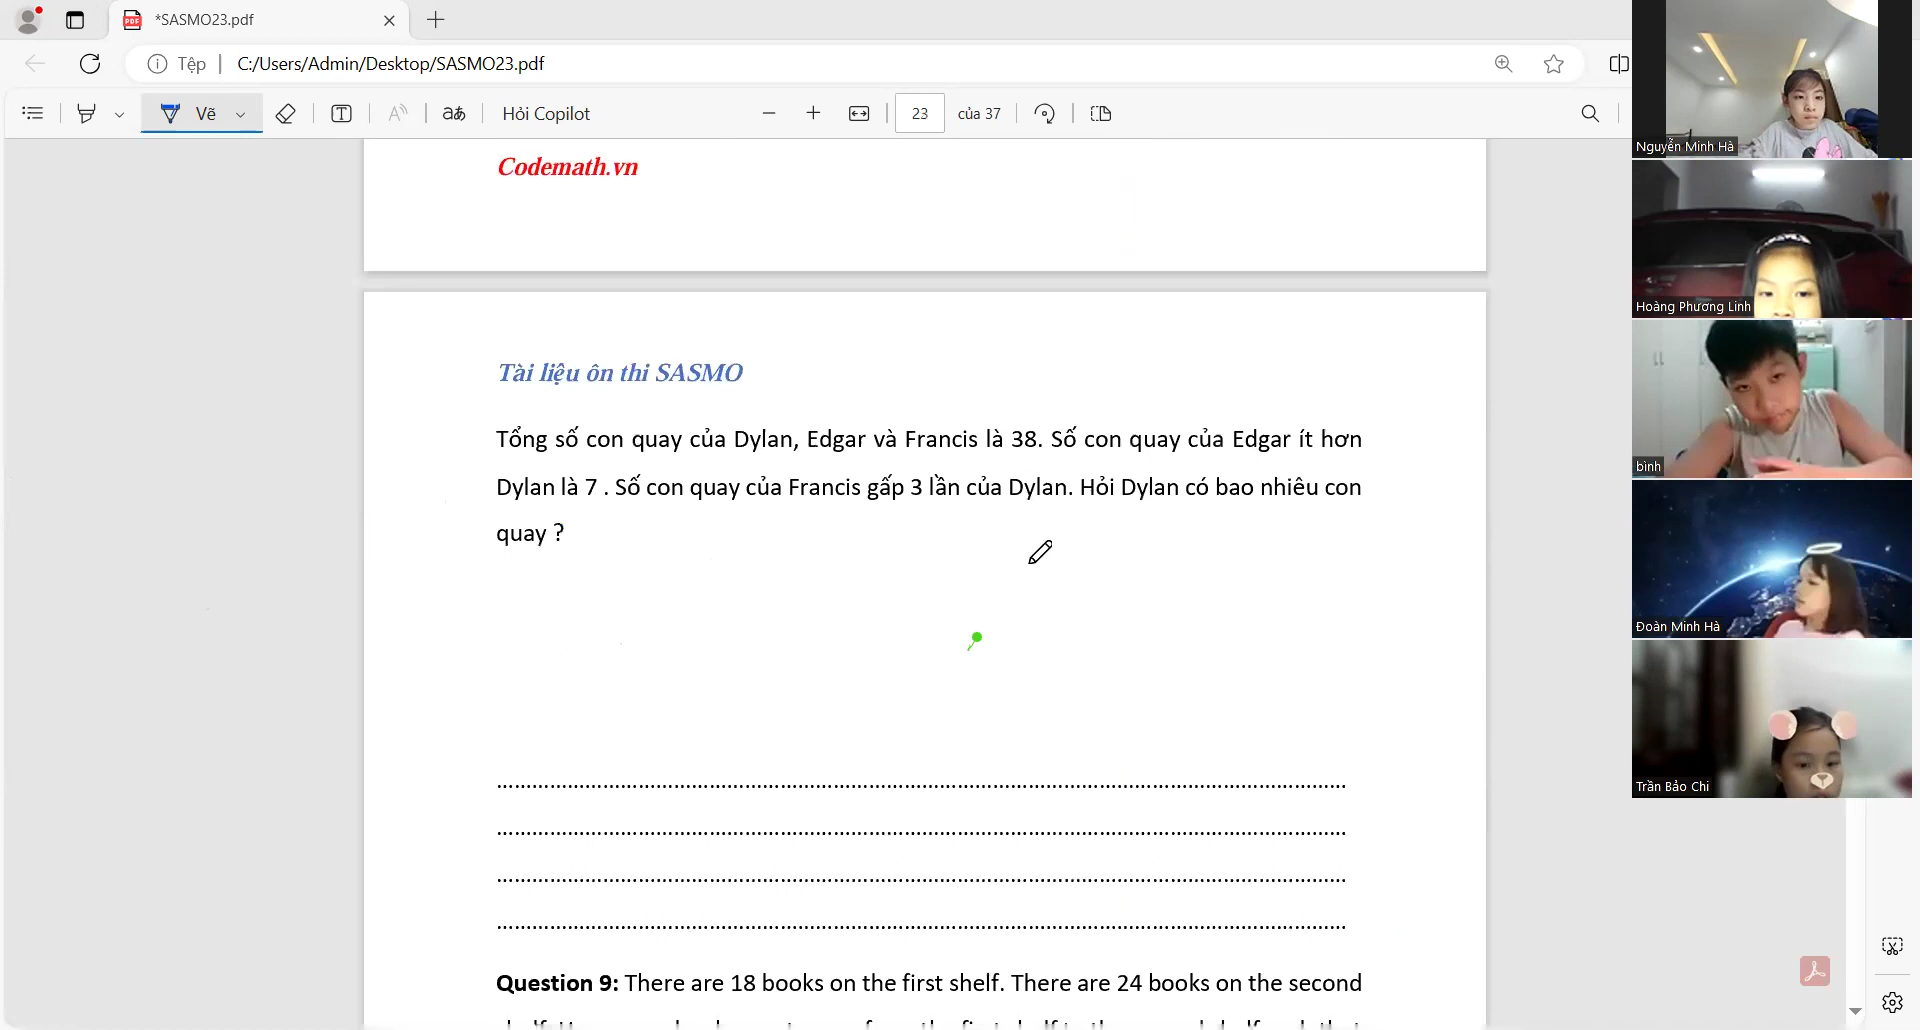 *SASMO23.pdf
Tệp
C:/Users/Admin/Desktop/SASMO23.pdf
Vẽ
aあ
Hỏi Copilot
23
của 37
Codemath.vn
Tài liệu ôn thi SASMO
Tổng số con quay của Dylan, Edgar và Francis là 38. Số con quay của Edgar ít hơn
Dylan là 7 . Số con quay của Francis gấp 3 lần của Dylan. Hỏi Dylan có bao nhiêu con
quay ?
Question 9: There are 18 books on the first shelf. There are 24 books on the second
Nguyễn Minh Hà
Hoàng Phương Linh
bình
Đoàn Minh Hà
Trần Bảo Chi